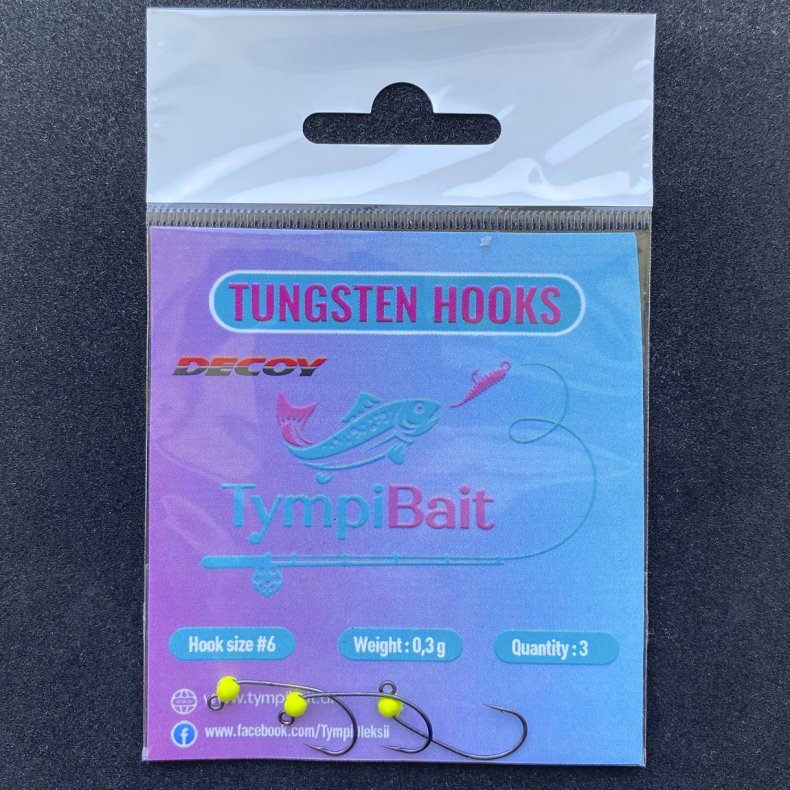 TUNGSTEN HOOKS
DECOY
TympiBait
Hook size #6
Weight : 0,3 g
Quantity : 3